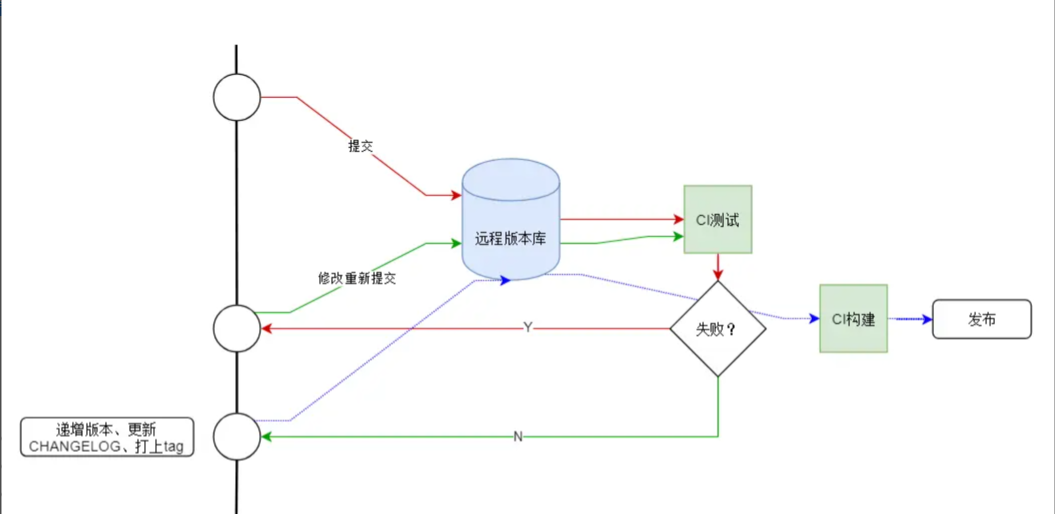 提交
远程版本库
CI测试
修改重新提交
Y
失败？
CI构建
发布
递增版本、更新
CHANGELOG、打上tag
N